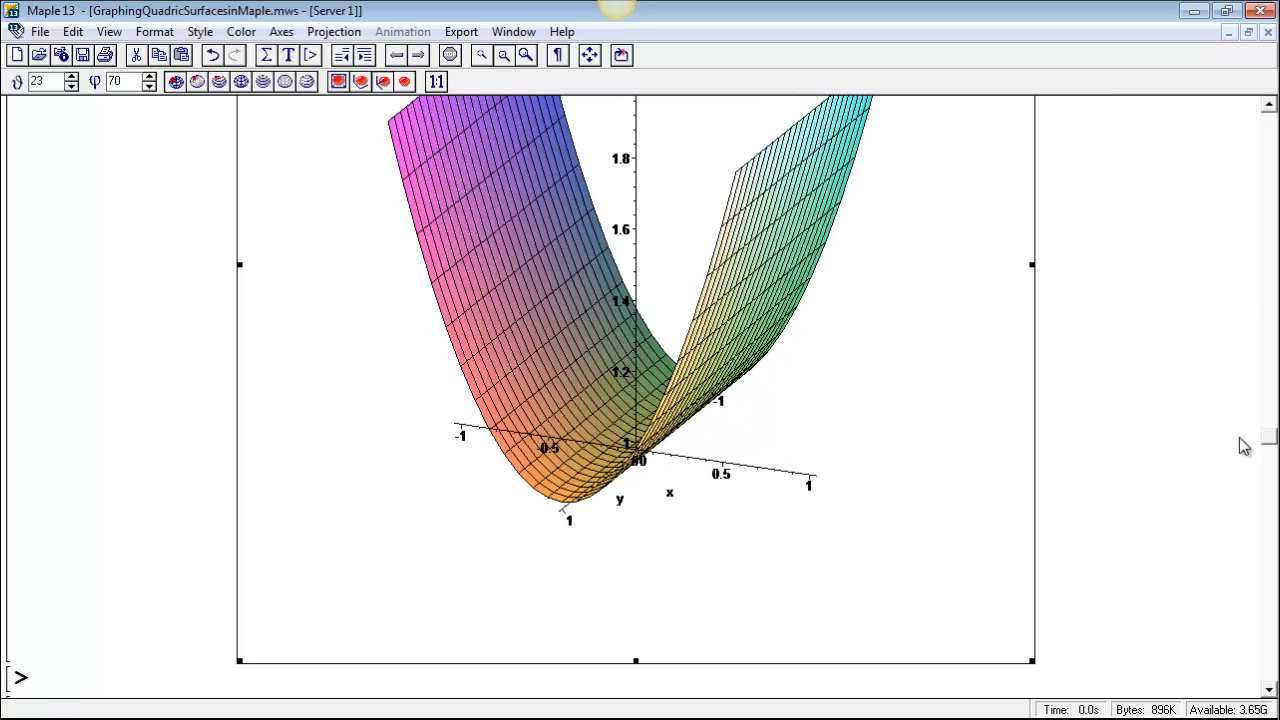 Maple 13 - [GraphingQuadricSurfacesinMaple.mws - [Server 1]]
File Edit View Format Style Color Axes Projection Animation Export Window Help
Σ T [> ¶
ϑ 23 φ 70 1:1
1.8
1.6
1.4
1.2
-1
1
-1 -0.5
0 0.5
y x 1
1
>
Time: 0.0s Bytes: 896K Available: 3.65G